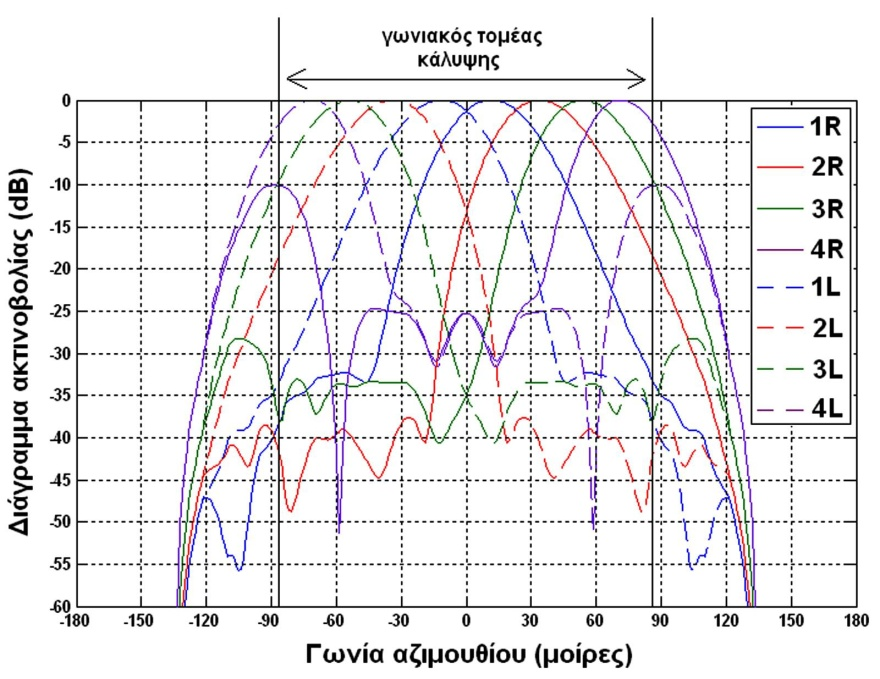 γωνιακός τομέας
κάλυψης
Διάγραμμα ακτινοβολίας (dB)
0
-5
-10
-15
-20
-25
-30
-35
-40
-45
-50
-55
-60
1R
2R
3R
4R
1L
2L
3L
4L
-180 -150 -120 -90 -60 -30 0 30 60 90 120 150 180
Γωνία αζιμουθίου (μοίρες)